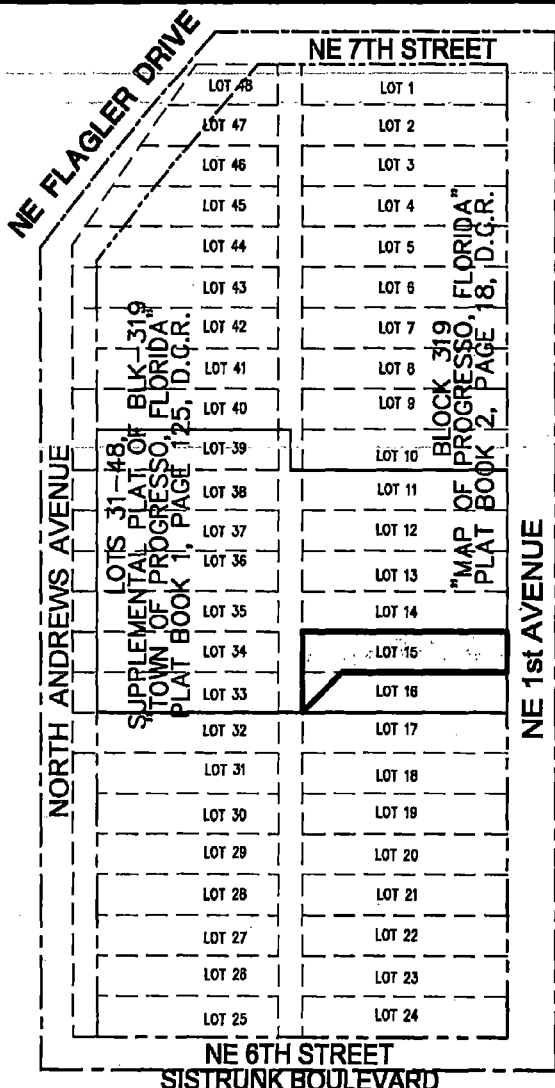 NE 7TH STREET
NE FLAGLER DRIVE
LOT 48
LOT 47
LOT 46
LOT 45
LOT 44
LOT 43
LOT 42
LOT 41
LOT 40
LOT 39
LOT 38
LOT 37
LOT 36
LOT 35
LOT 34
LOT 33
LOT 32
LOT 31
LOT 30
LOT 29
LOT 28
LOT 27
LOT 26
LOT 25
LOT 1
LOT 2
LOT 3
LOT 4
LOT 5
LOT 6
LOT 7
LOT 8
LOT 9
LOT 10
LOT 11
LOT 12
LOT 13
LOT 14
LOT 15
LOT 16
LOT 17
LOT 18
LOT 19
LOT 20
LOT 21
LOT 22
LOT 23
LOT 24
NORTH ANDREWS AVENUE
LOTS 31-48,
SUPPLEMENTAL PLAT OF BLK-319
"TOWN OF PROGRESSO, FLORIDA"
PLAT BOOK 1, PAGE 125, D.C.R.
BLOCK 319
"MAP OF PROGRESSO, FLORIDA"
PLAT BOOK 2, PAGE 18, D.C.R.
NE 1st AVENUE
NE 6TH STREET
SISTRUNK BOULEVARD